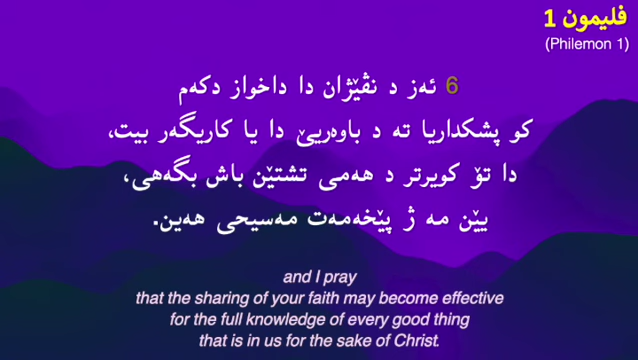 فلیمون 1
(Philemon 1)
6 ئەز د نڤێژان دا داخواز دکەم
کو پشکداریا تە د باوەریێ دا یا کاریگەر بیت،
دا تۆ کویرتر د هەمی تشتێن باش بگەهی،
یێن مە ژ پێخەمەت مەسیحی هەین.
and I pray
that the sharing of your faith may become effective
for the full knowledge of every good thing
that is in us for the sake of Christ.